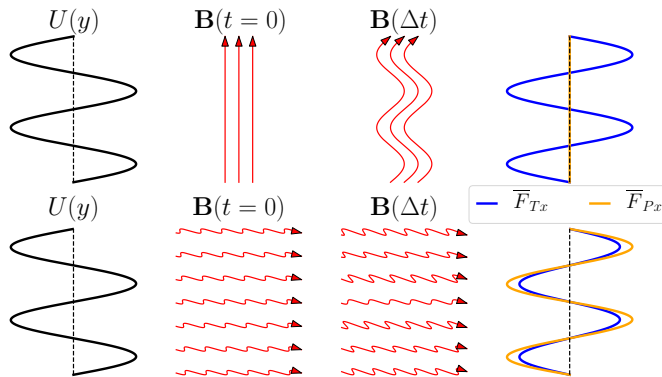 U(y) B(t = 0) B(Δt)
U(y) B(t = 0) B(Δt) F̅_{Tx} F̅_{Px}